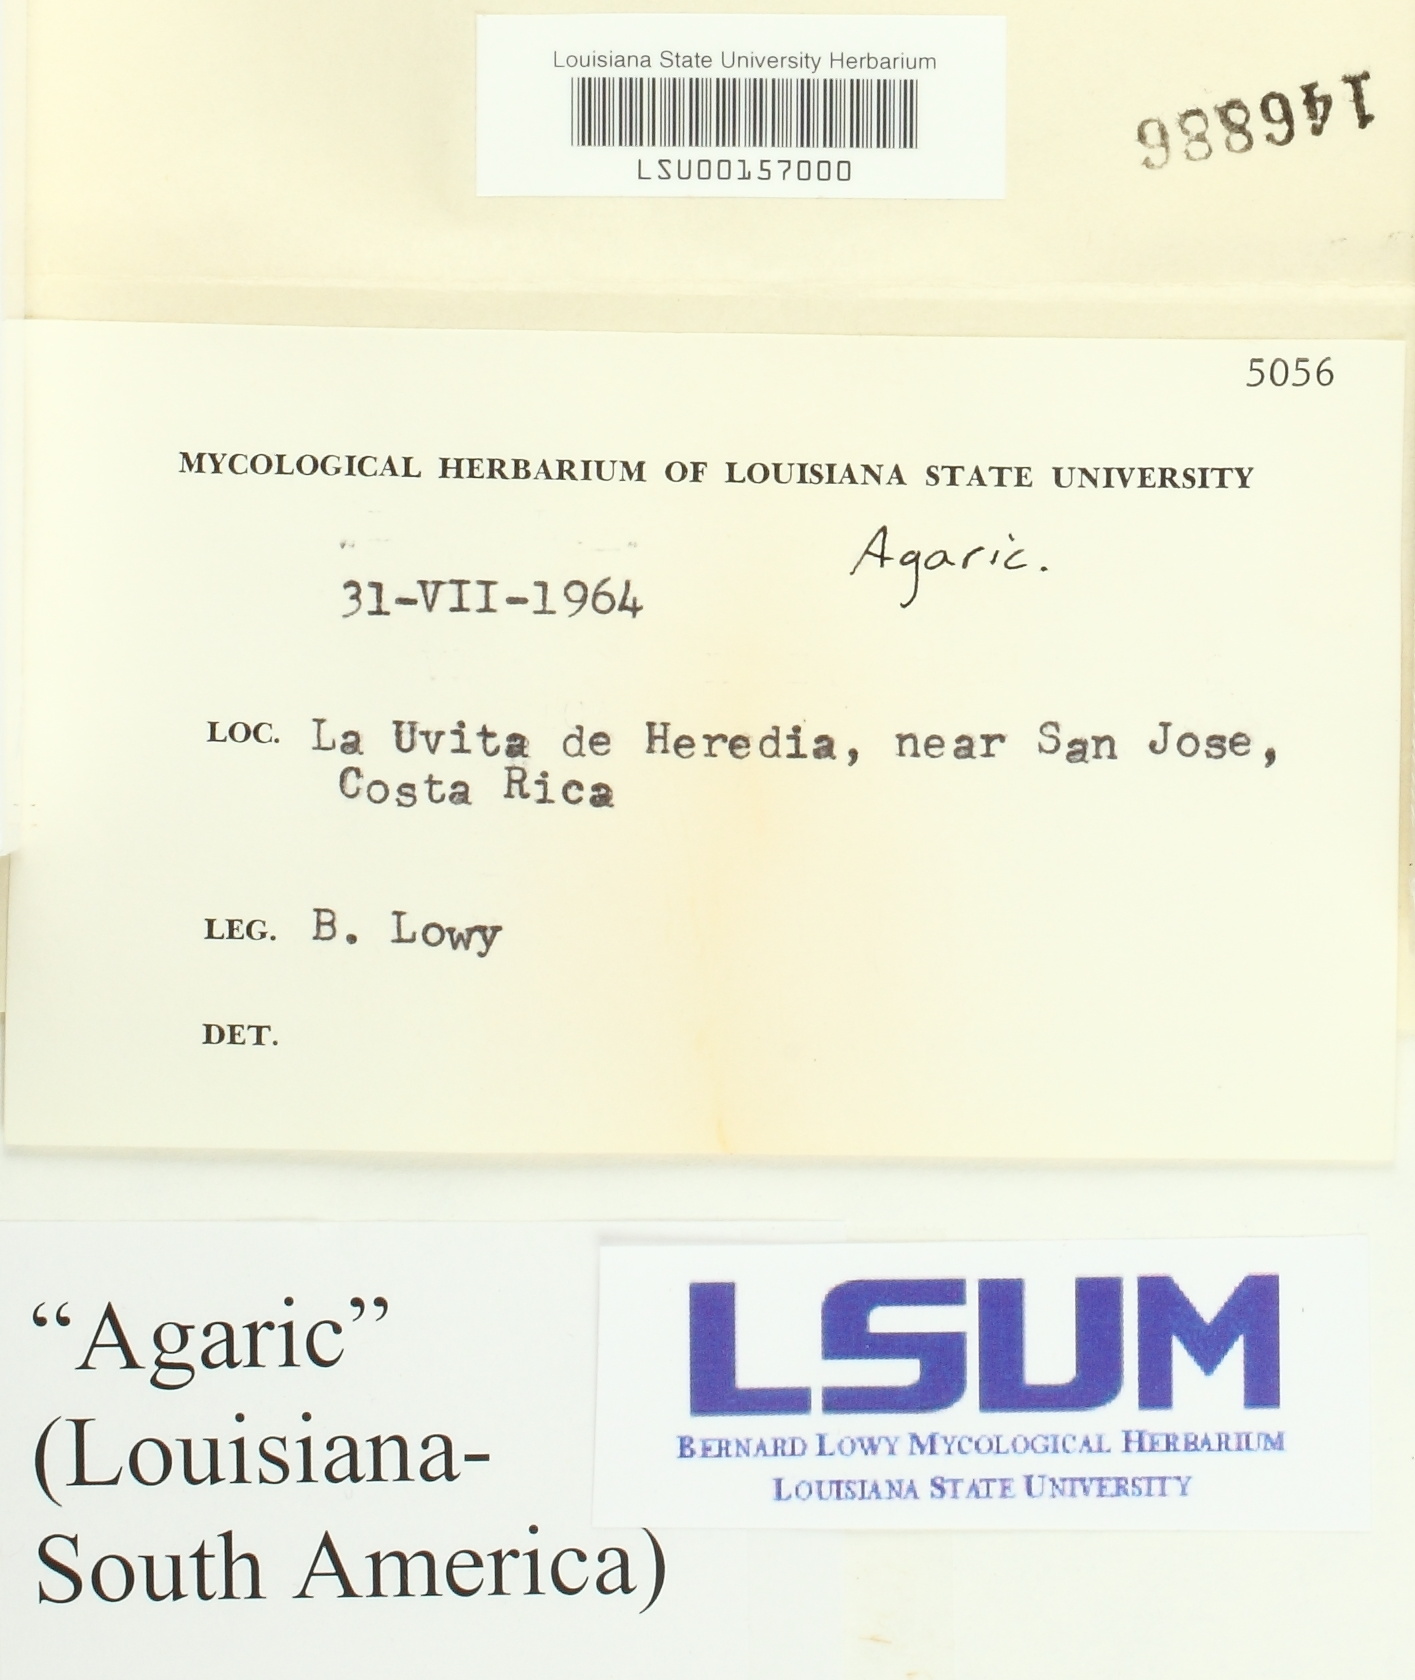 Louisiana State University Herbarium
LSU00157000
146886
5056
MYCOLOGICAL HERBARIUM OF LOUISIANA STATE UNIVERSITY
Agaric.
31-VII-1964
LOC. La Uvita de Heredia, near San Jose,
Costa Rica
LEG. B. Lowy
DET.
“Agaric”
(Louisiana-
South America)
LSUM
BERNARD LOWY MYCOLOGICAL HERBARIUM
LOUISIANA STATE UNIVERSITY